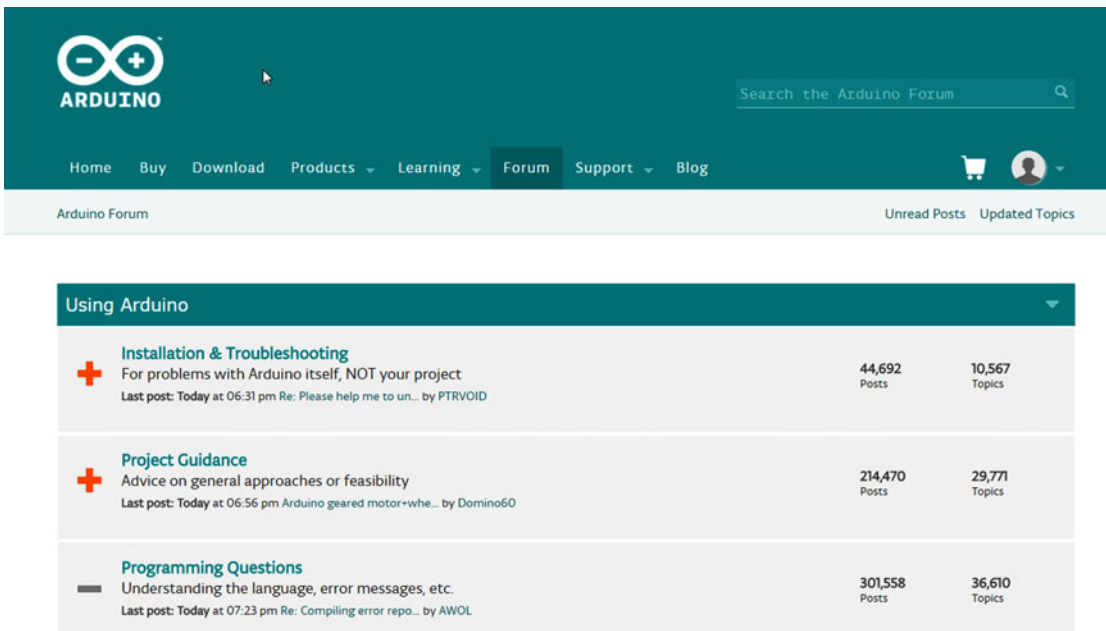 ARDUINO
Search the Arduino Forum
Home Buy Download Products Learning Forum Support Blog
Arduino Forum Unread Posts Updated Topics
Using Arduino
Installation & Troubleshooting
For problems with Arduino itself, NOT your project
Last post: Today at 06:31 pm Re: Please help me to un... by PTRVOID
44,692 10,567
Posts Topics
Project Guidance
Advice on general approaches or feasibility
Last post: Today at 06:56 pm Arduino geared motor+whe... by Domino60
214,470 29,771
Posts Topics
Programming Questions
Understanding the language, error messages, etc.
Last post: Today at 07:23 pm Re: Compiling error repo... by AWOL
301,558 36,610
Posts Topics